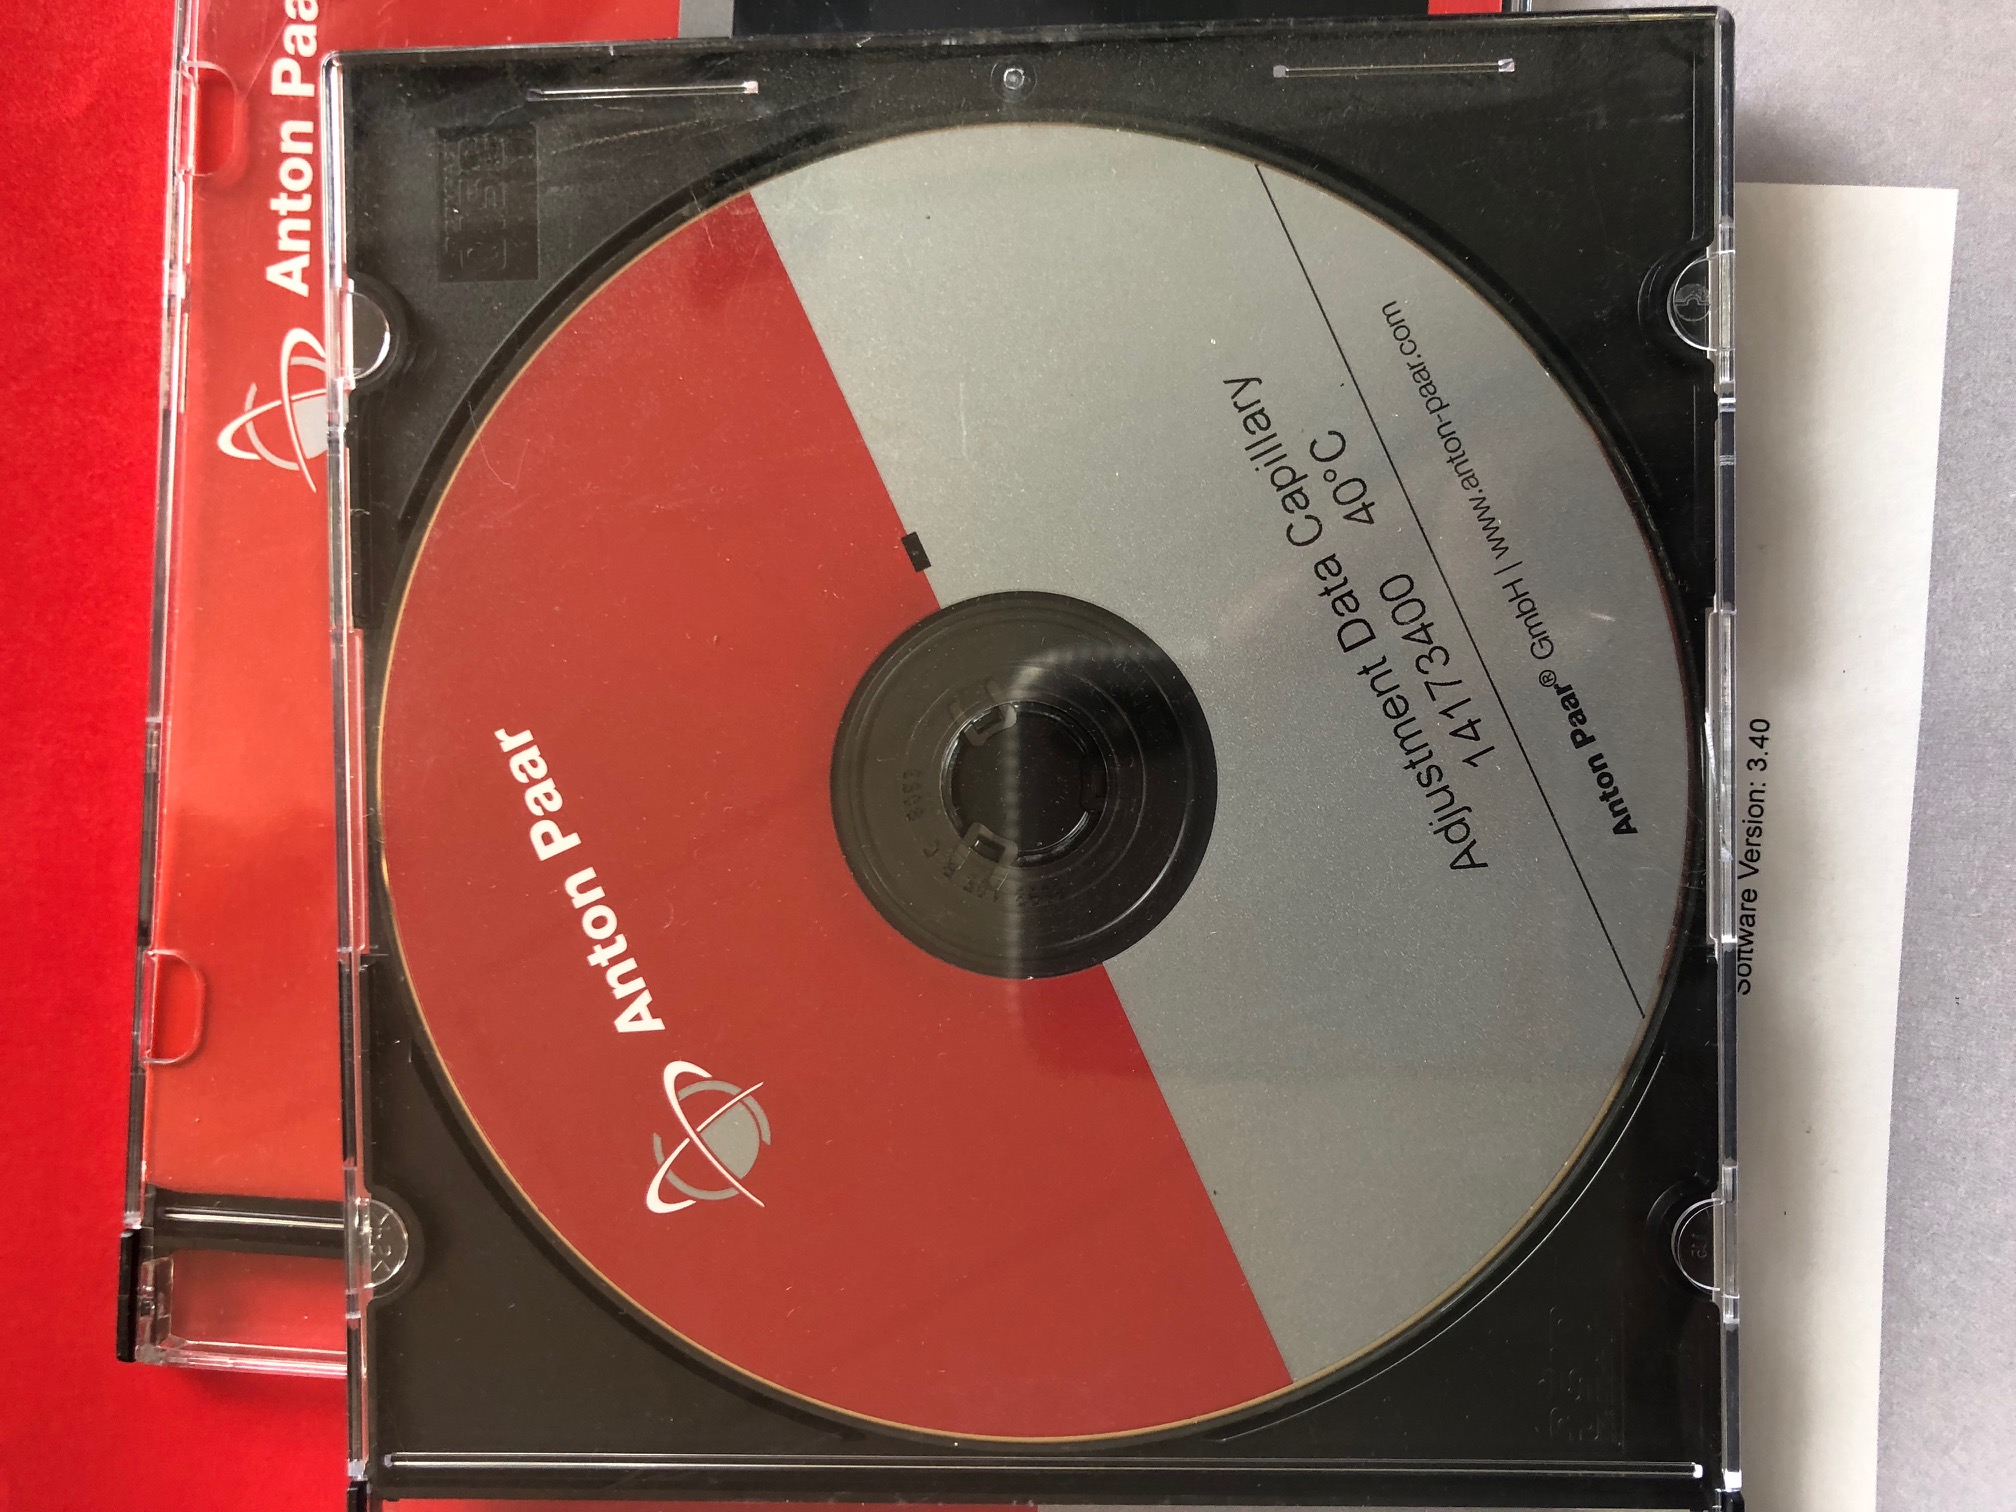 Anton Paa
Anton Paar
Adjustment Data Capillary
14173400 40°C
Anton Paar® GmbH | www.anton-paar.com
Software Version: 3.40